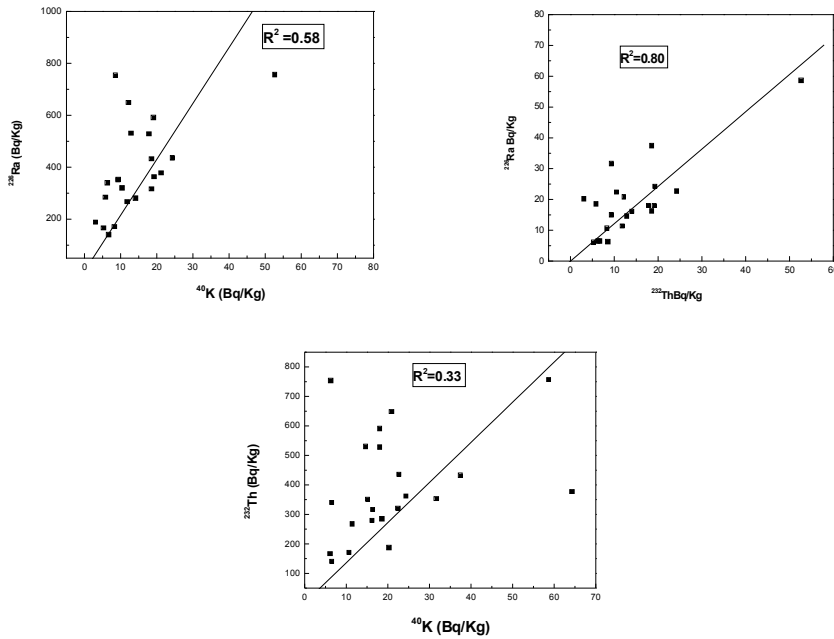 R² =0.58
²²⁶Ra (Bq/Kg)
1000
800
600
400
200
0 10 20 30 40 50 60 70 80
⁴⁰K (Bq/Kg)
R²=0.80
²²⁶Ra Bq/Kg
80
70
60
50
40
30
20
10
0
0 10 20 30 40 50 60
²³²ThBq/Kg
R²=0.33
²³²Th (Bq/Kg)
800
700
600
500
400
300
200
100
0 10 20 30 40 50 60 70
⁴⁰K (Bq/Kg)